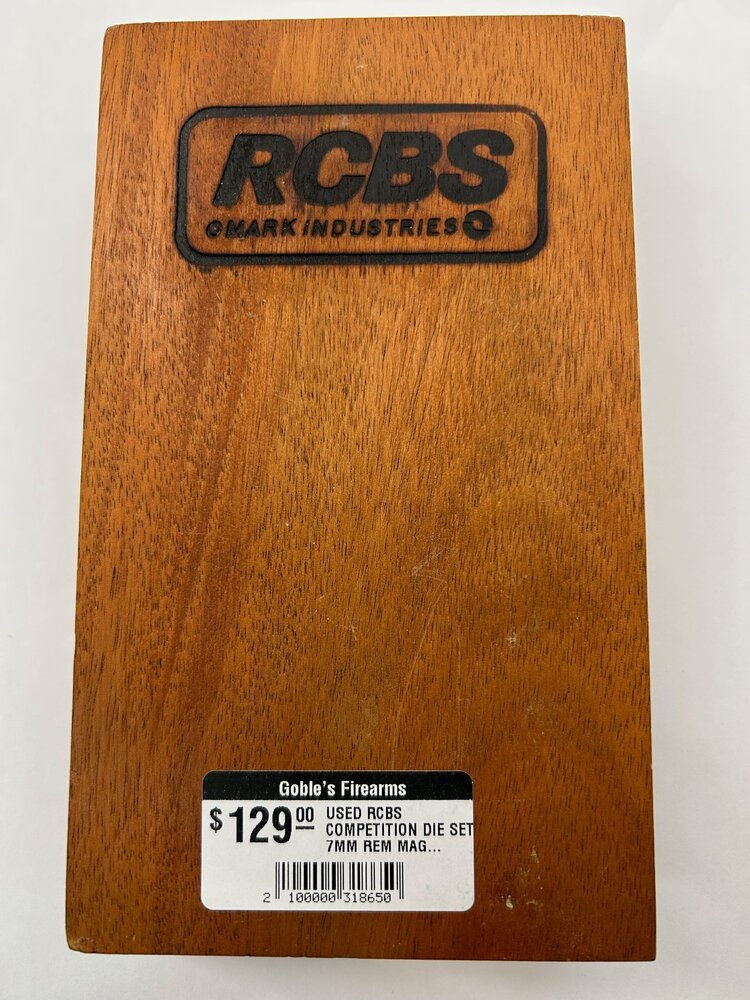 RCBS
OMARK INDUSTRIES
Goble's Firearms
$129 00
USED RCBS
COMPETITION DIE SET
7MM REM MAG...
2 100000 318650